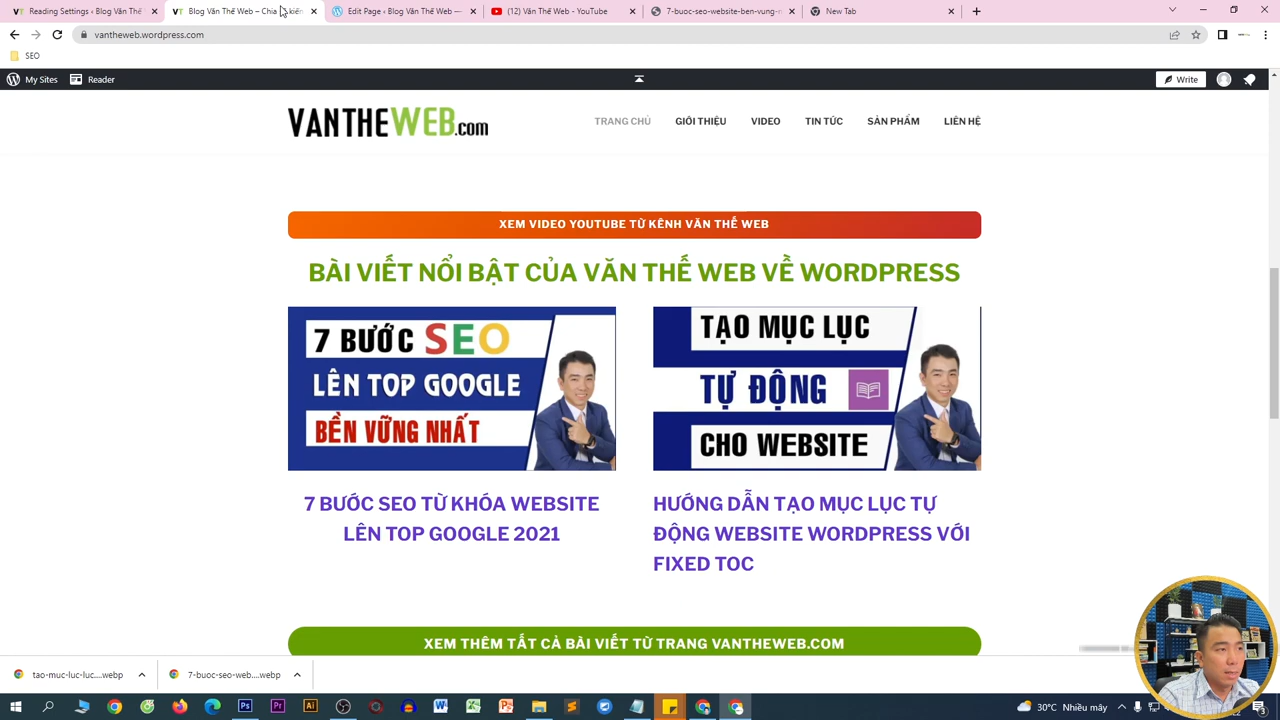 Reading Settings ‹ Blog Văn Thế W
Blog Văn Thế Web – Chia
Edit Page ‹ Blog Văn Thế Web —
(12) Văn Thế - YouTube
7-buoc-seo-website-ben-vung-n
New Tab
vantheweb.wordpress.com
SEO
My Sites
Reader
Write
VANTHEWEB.com
TRANG CHỦ
GIỚI THIỆU
VIDEO
TIN TỨC
SẢN PHẨM
LIÊN HỆ
XEM VIDEO YOUTUBE TỪ KÊNH VĂN THẾ WEB
BÀI VIẾT NỔI BẬT CỦA VĂN THẾ WEB VỀ WORDPRESS
7 BƯỚC SEO
LÊN TOP GOOGLE
BỀN VỮNG NHẤT
TẠO MỤC LỤC
TỰ ĐỘNG
CHO WEBSITE
7 BƯỚC SEO TỪ KHÓA WEBSITE
LÊN TOP GOOGLE 2021
HƯỚNG DẪN TẠO MỤC LỤC TỰ
ĐỘNG WEBSITE WORDPRESS VỚI
FIXED TOC
XEM THÊM TẤT CẢ BÀI VIẾT TỪ TRANG VANTHEWEB.COM
tao-muc-luc....webp
7-buoc-seo-web....webp
30°C Nhiều mây